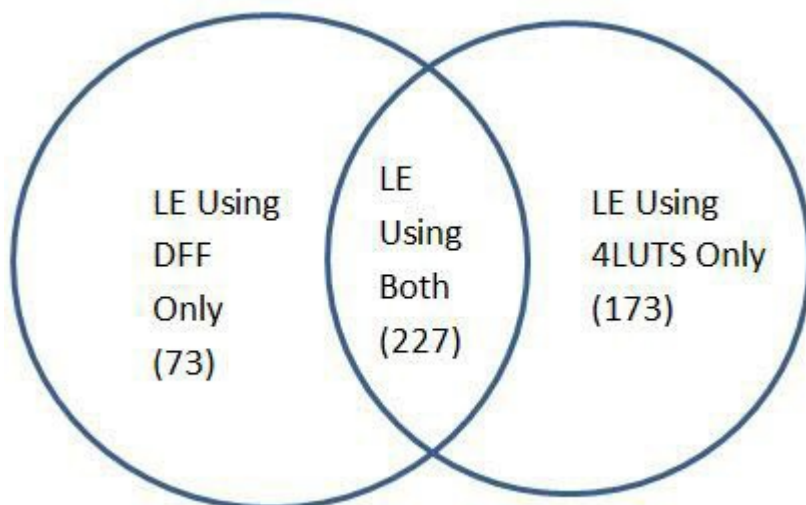 LE Using
DFF
Only
(73)
LE
Using
Both
(227)
LE Using
4LUTS Only
(173)